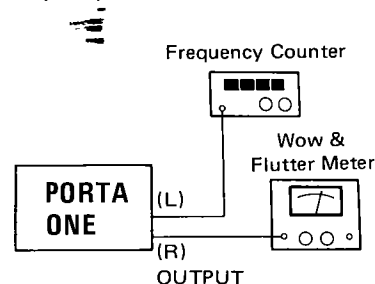 Frequency Counter
Wow &
Flutter Meter
PORTA
ONE
(L)
(R)
OUTPUT